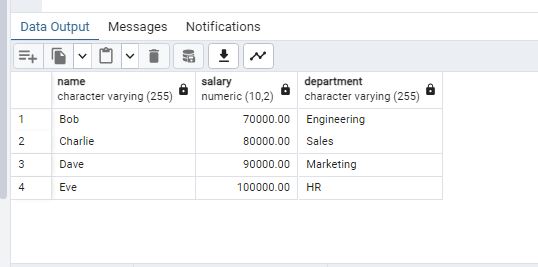 Data Output Messages Notifications
name salary department
character varying (255) numeric (10,2) character varying (255)
1 Bob 70000.00 Engineering
2 Charlie 80000.00 Sales
3 Dave 90000.00 Marketing
4 Eve 100000.00 HR